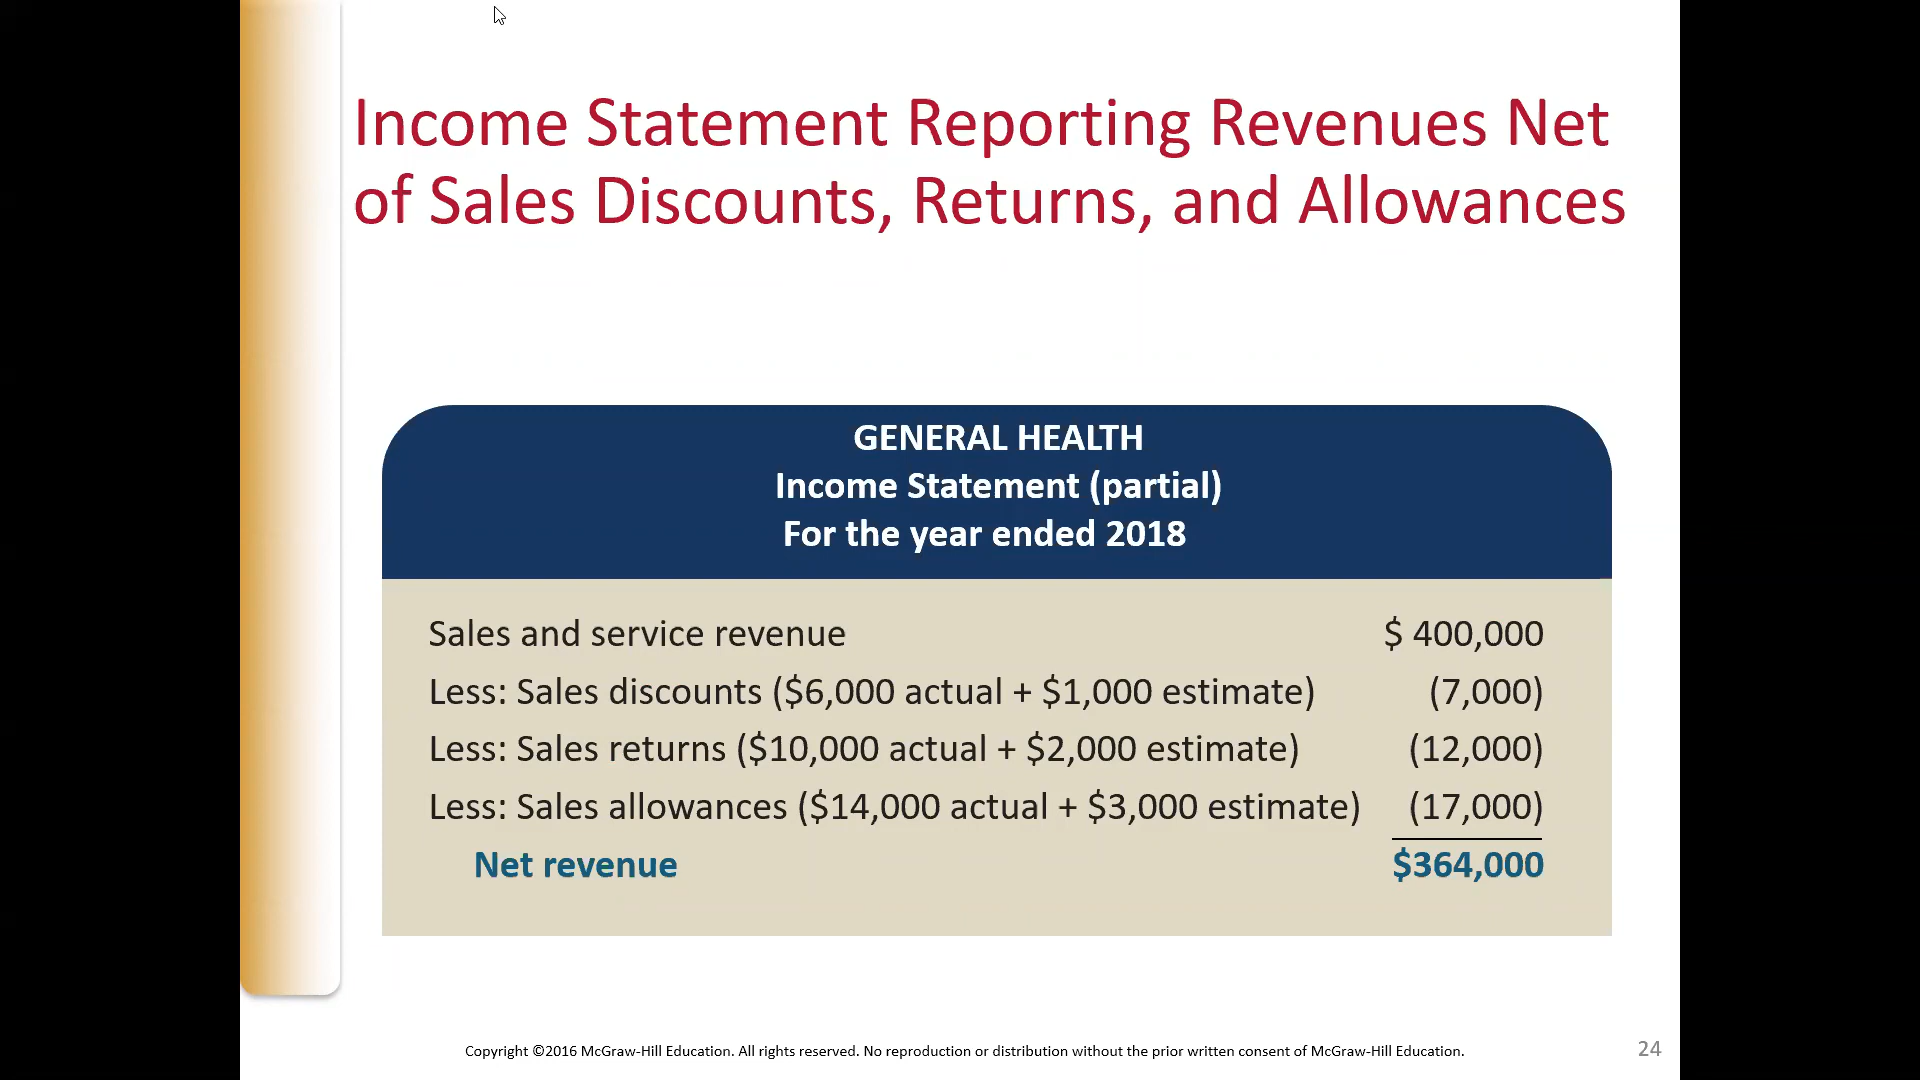 Income Statement Reporting Revenues Net
of Sales Discounts, Returns, and Allowances
GENERAL HEALTH
Income Statement (partial)
For the year ended 2018
Sales and service revenue $ 400,000
Less: Sales discounts ($6,000 actual + $1,000 estimate) (7,000)
Less: Sales returns ($10,000 actual + $2,000 estimate) (12,000)
Less: Sales allowances ($14,000 actual + $3,000 estimate) (17,000)
Net revenue $364,000
Copyright ©2016 McGraw-Hill Education. All rights reserved. No reproduction or distribution without the prior written consent of McGraw-Hill Education.
24